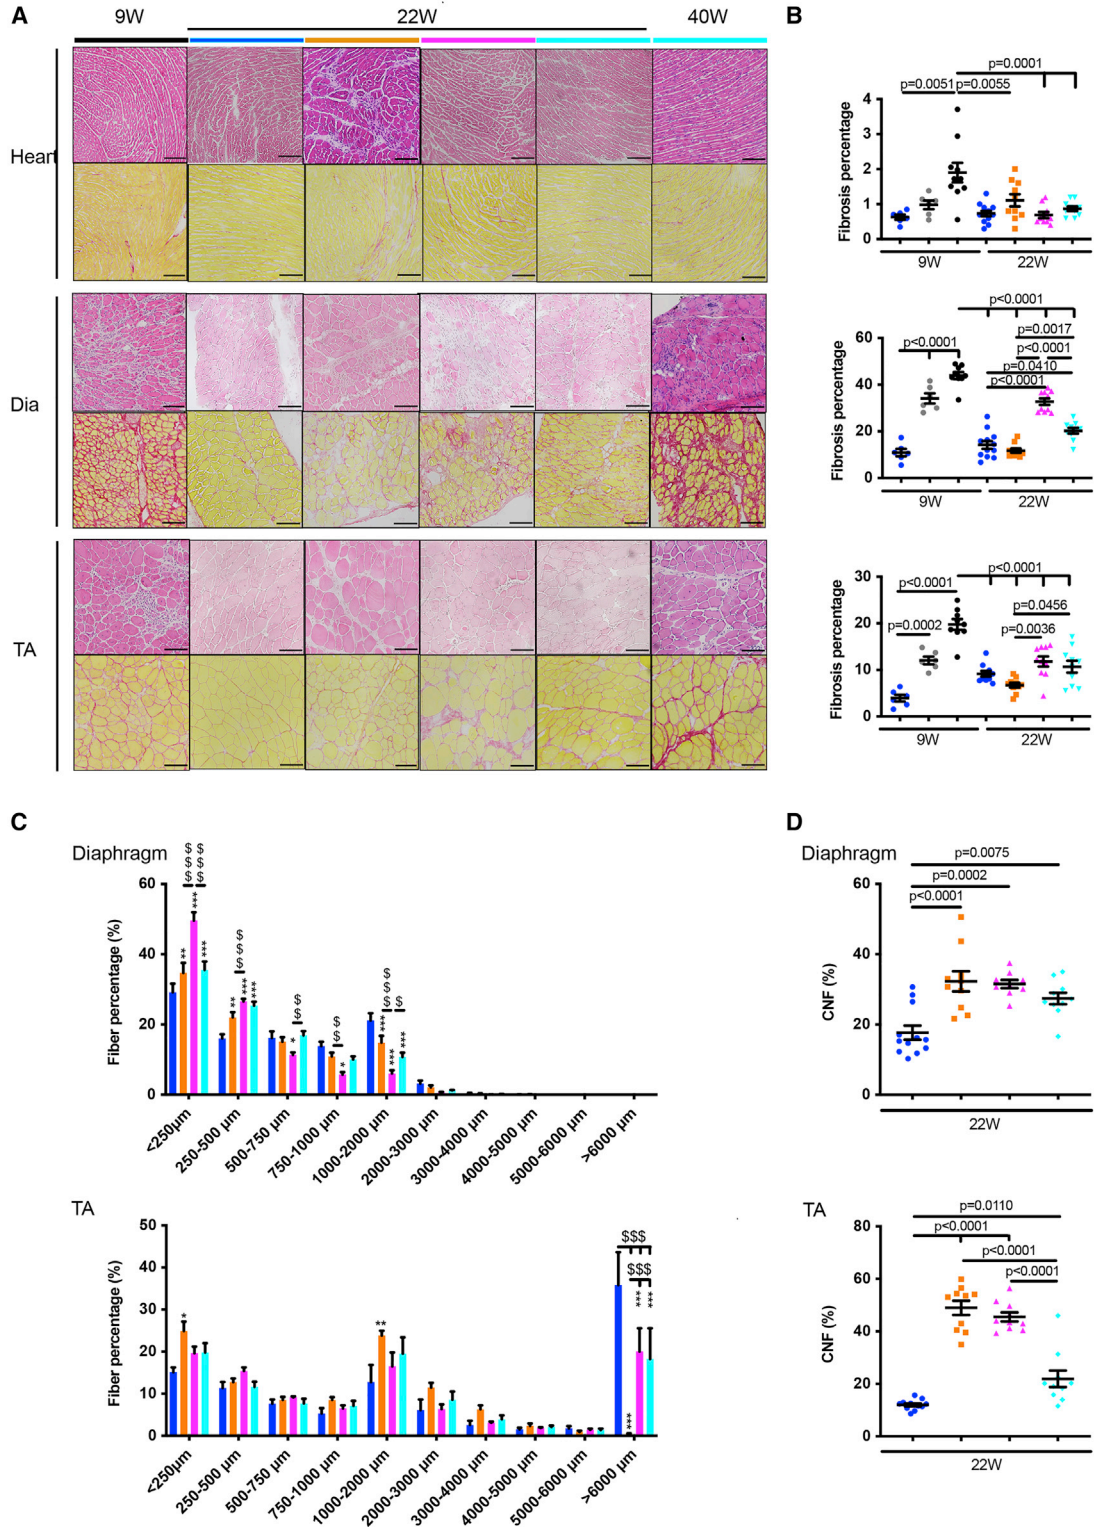 A
9W
22W
40W
Heart
Dia
TA
B
p=0.0001
p=0.0051
p=0.0055
Fibrosis percentage
4
3
2
1
0
9W
22W
p<0.0001
p=0.0017
p<0.0001
p<0.0001
p=0.0410
p<0.0001
Fibrosis percentage
60
40
20
0
9W
22W
p<0.0001
p<0.0001
p=0.0456
p=0.0002
p=0.0036
Fibrosis percentage
30
20
10
0
9W
22W
C
Diaphragm
Fiber percentage (%)
60
40
20
0
** $$$ *** $$$ ***
** $$$ *** ***
* $$
$$ *
*** $$$ *** $ ***
<250µm
250-500 µm
500-750 µm
750-1000 µm
1000-2000 µm
2000-3000 µm
3000-4000 µm
4000-5000 µm
5000-6000 µm
>6000 µm
TA
Fiber percentage (%)
50
40
30
20
10
0
*
**
$$$
$$$
*** *** ***
<250µm
250-500 µm
500-750 µm
750-1000 µm
1000-2000 µm
2000-3000 µm
3000-4000 µm
4000-5000 µm
5000-6000 µm
>6000 µm
D
Diaphragm
p=0.0075
p=0.0002
p<0.0001
CNF (%)
60
40
20
0
22W
TA
p=0.0110
p<0.0001
p<0.0001
p<0.0001
CNF (%)
80
60
40
20
0
22W